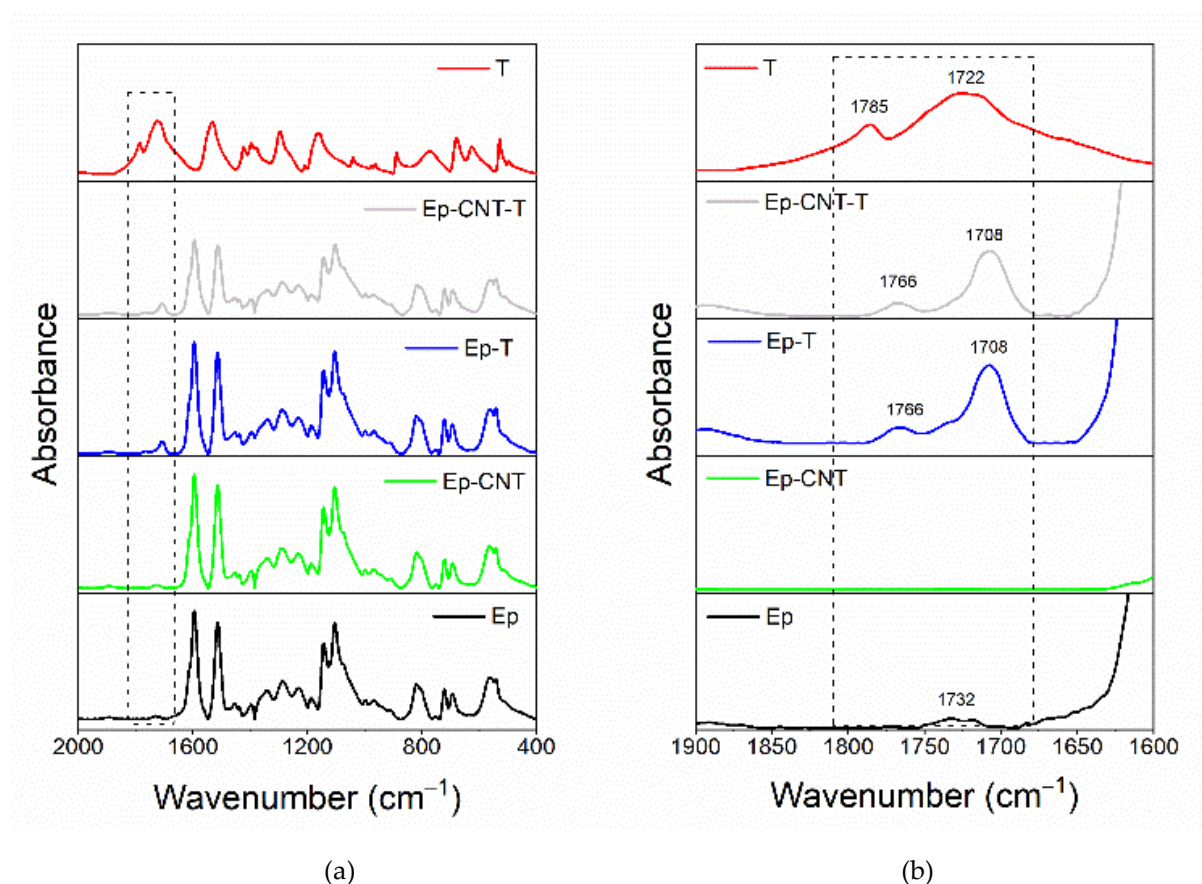 T
Ep-CNT-T
Ep-T
Ep-CNT
Ep
Absorbance
2000 1600 1200 800 400
Wavenumber (cm⁻¹)
(a)
T
1785
1722
Ep-CNT-T
1766
1708
Ep-T
1766
1708
Ep-CNT
Ep
1732
Absorbance
1900 1850 1800 1750 1700 1650 1600
Wavenumber (cm⁻¹)
(b)